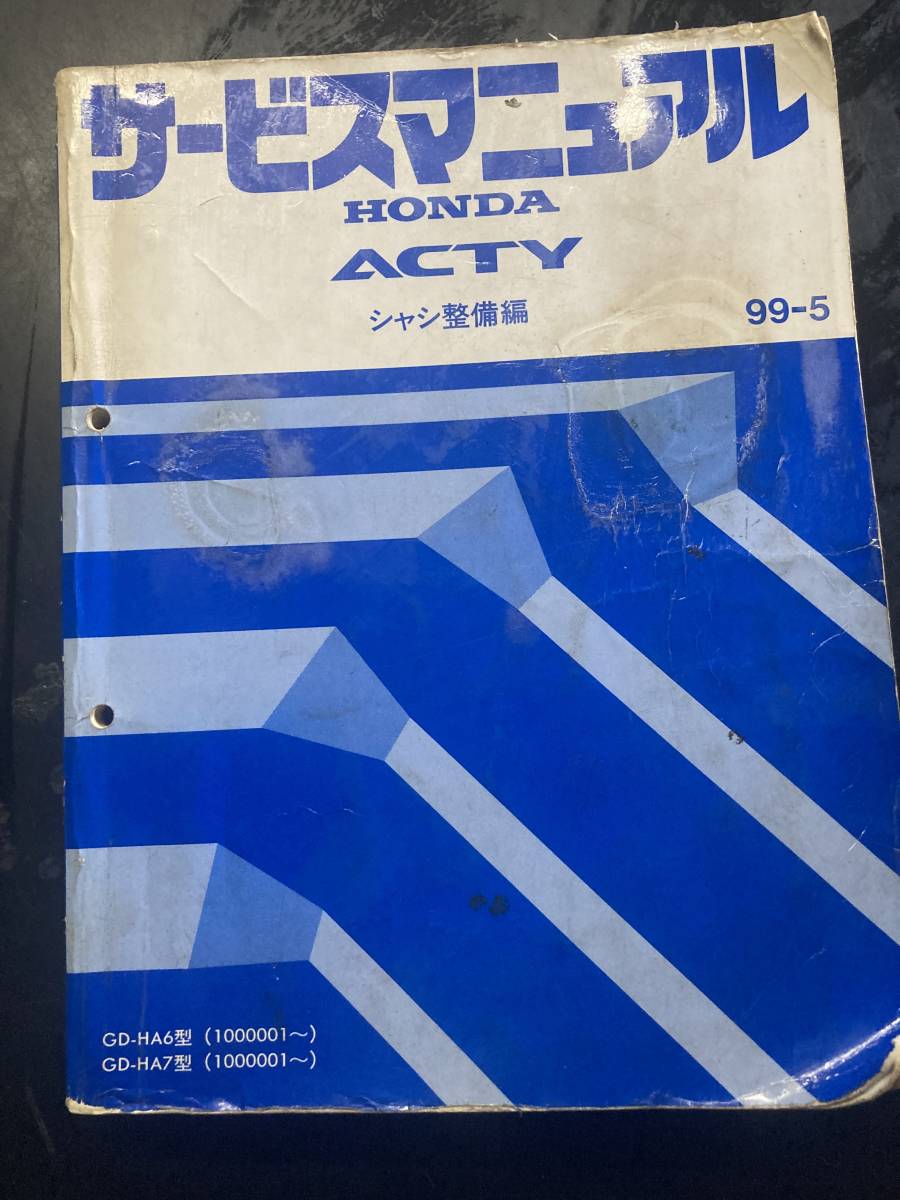 サービスマニュアル
HONDA
ACTY
シャシ整備編 99-5
GD-HA6型 (1000001~)
GD-HA7型 (1000001~)